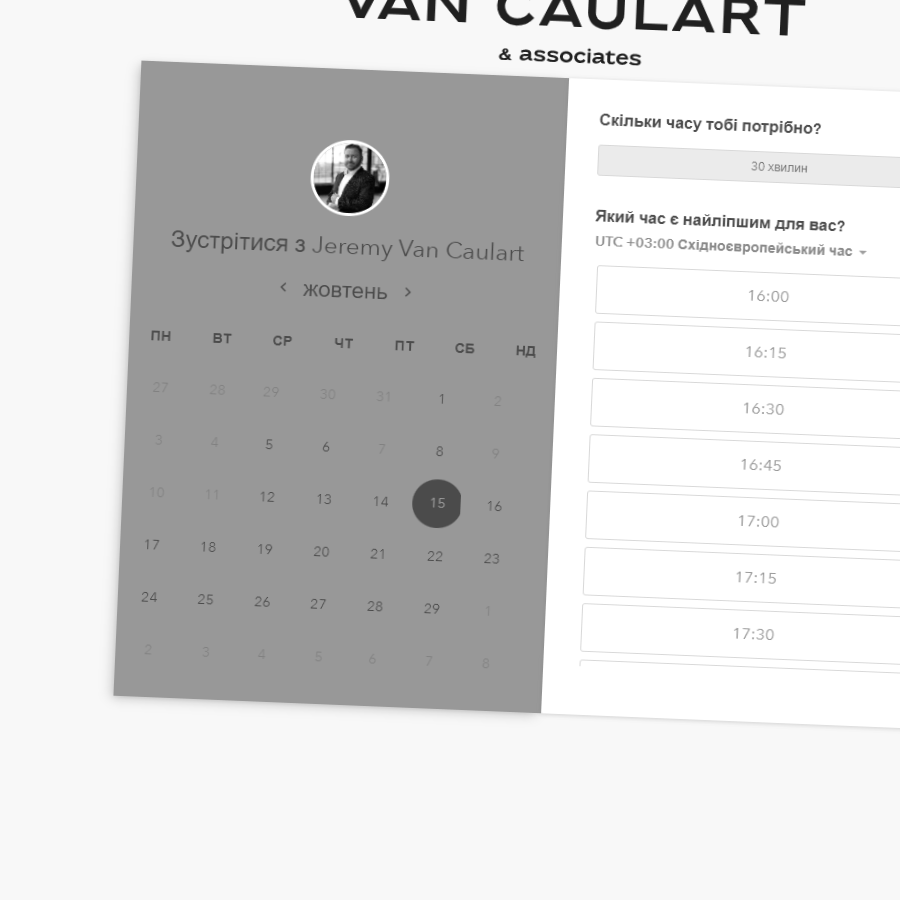 VAN CAULART
& associates
Зустрітися з Jeremy Van Caulart
жовтень
ПН ВТ СР ЧТ ПТ СБ НД
27 28 29 30 31 1 2
3 4 5 6 7 8 9
10 11 12 13 14 15 16
17 18 19 20 21 22 23
24 25 26 27 28 29 1
2 3 4 5 6 7 8
Скільки часу тобі потрібно?
30 хвилин
Який час є найліпшим для вас?
UTC +03:00 Східноєвропейський час
16:00
16:15
16:30
16:45
17:00
17:15
17:30